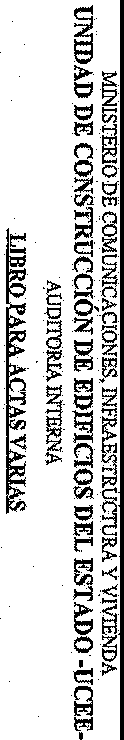 MINISTERIO DE COMUNICACIONES, INFRAESTRUCTURA Y VIVIENDA
UNIDAD DE CONSTRUCCIÓN DE EDIFICIOS DEL ESTADO -UCEE-
AUDITORIA INTERNA
LIBRO PARA ACTAS VARIAS